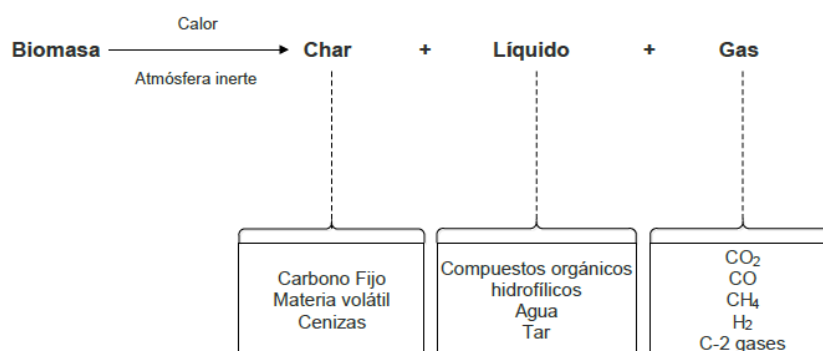 Calor
Biomasa Char + Líquido + Gas
Atmósfera inerte
Carbono Fijo
Materia volátil
Cenizas
Compuestos orgánicos
hidrofílicos
Agua
Tar
CO₂
CO
CH₄
H₂
C-2 gases